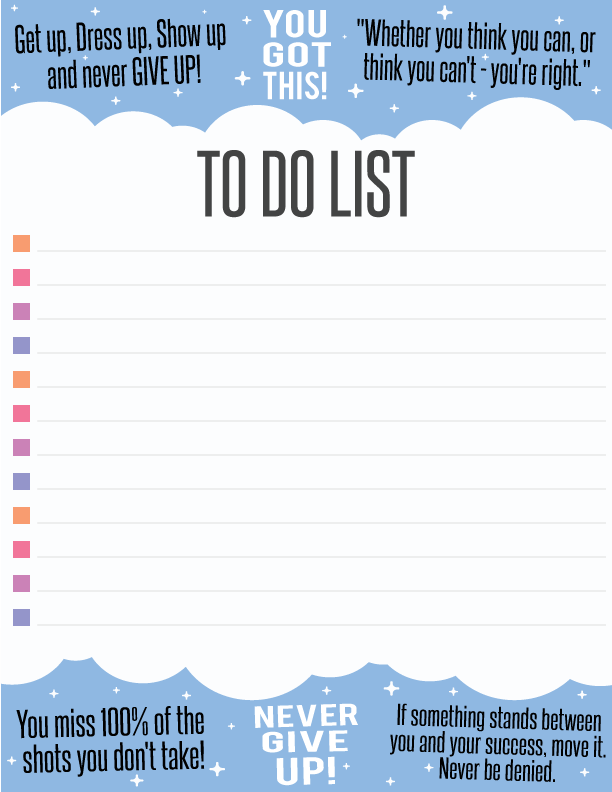 Get up, Dress up, Show up
and never GIVE UP!
YOU
GOT
THIS!
"Whether you think you can, or
think you can't - you're right."
TO DO LIST
You miss 100% of the
shots you don't take!
NEVER
GIVE
UP!
If something stands between
you and your success, move it.
Never be denied.